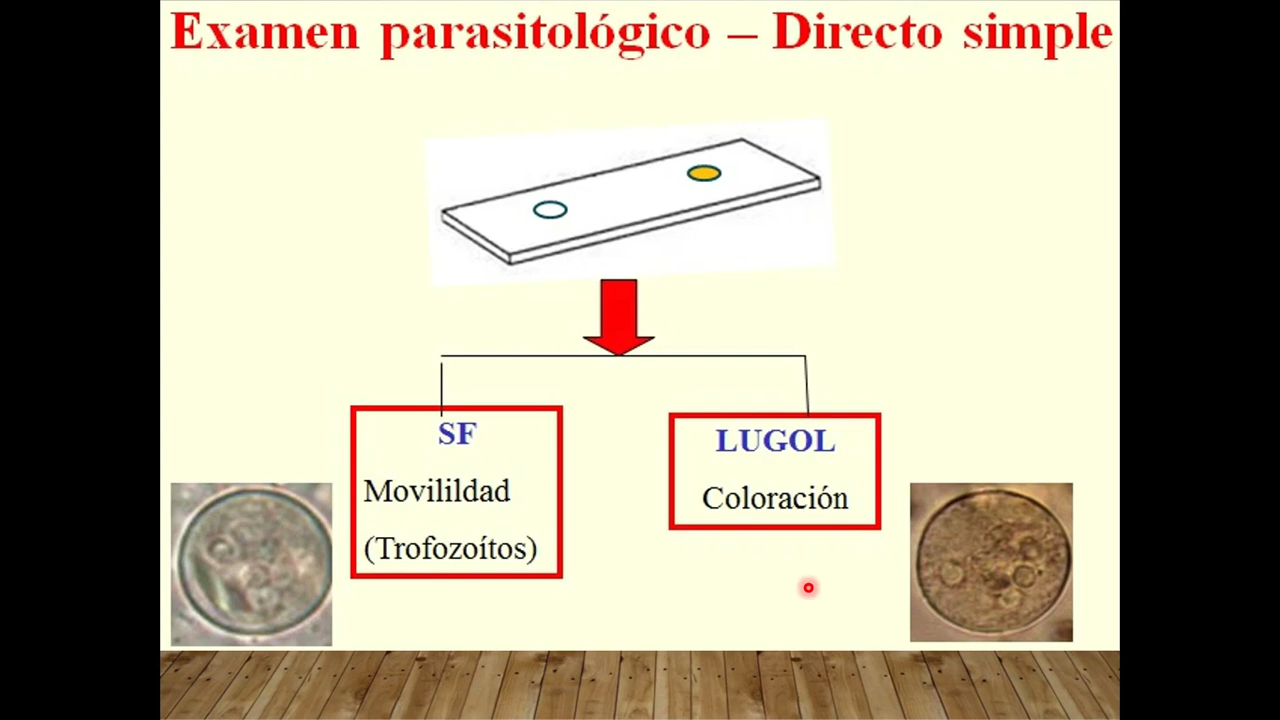 Examen parasitológico – Directo simple
SF
Movilildad
(Trofozoítos)
LUGOL
Coloración